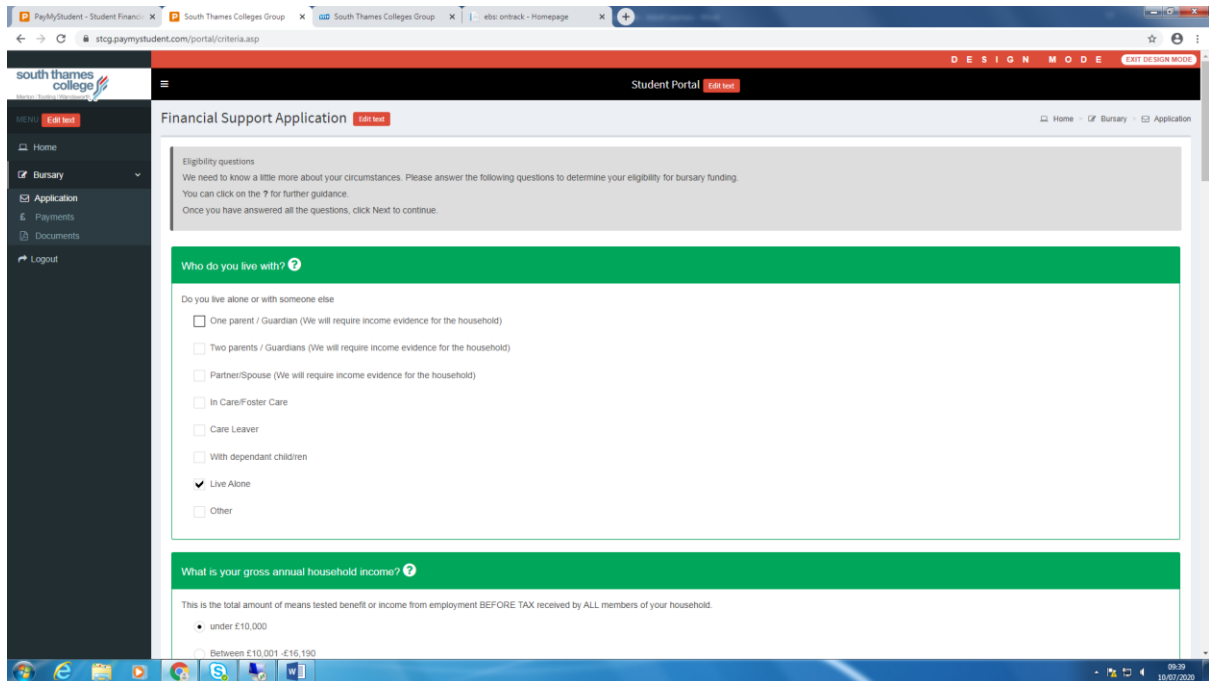 PayMyStudent - Student Financi
South Thames Colleges Group
South Thames Colleges Group
ebs: ontrack - Homepage
stcg.paymystudent.com/portal/criteria.asp
DESIGN MODE
EXIT DESIGN MODE
south thames
college
Merton | Tooting | Wandsworth
Student Portal Edit text
MENU Edit text
Financial Support Application Edit text
Home > Bursary > Application
Home
Bursary
Application
£ Payments
Documents
Logout
Eligibility questions
We need to know a little more about your circumstances. Please answer the following questions to determine your eligibility for bursary funding.
You can click on the ? for further guidance.
Once you have answered all the questions, click Next to continue.
Who do you live with? ?
Do you live alone or with someone else
One parent / Guardian (We will require income evidence for the household)
Two parents / Guardians (We will require income evidence for the household)
Partner/Spouse (We will require income evidence for the household)
In Care/Foster Care
Care Leaver
With dependant child/ren
Live Alone
Other
What is your gross annual household income? ?
This is the total amount of means tested benefit or income from employment BEFORE TAX received by ALL members of your household.
under £10,000
Between £10,001 -£16,190
09:39
10/07/2020